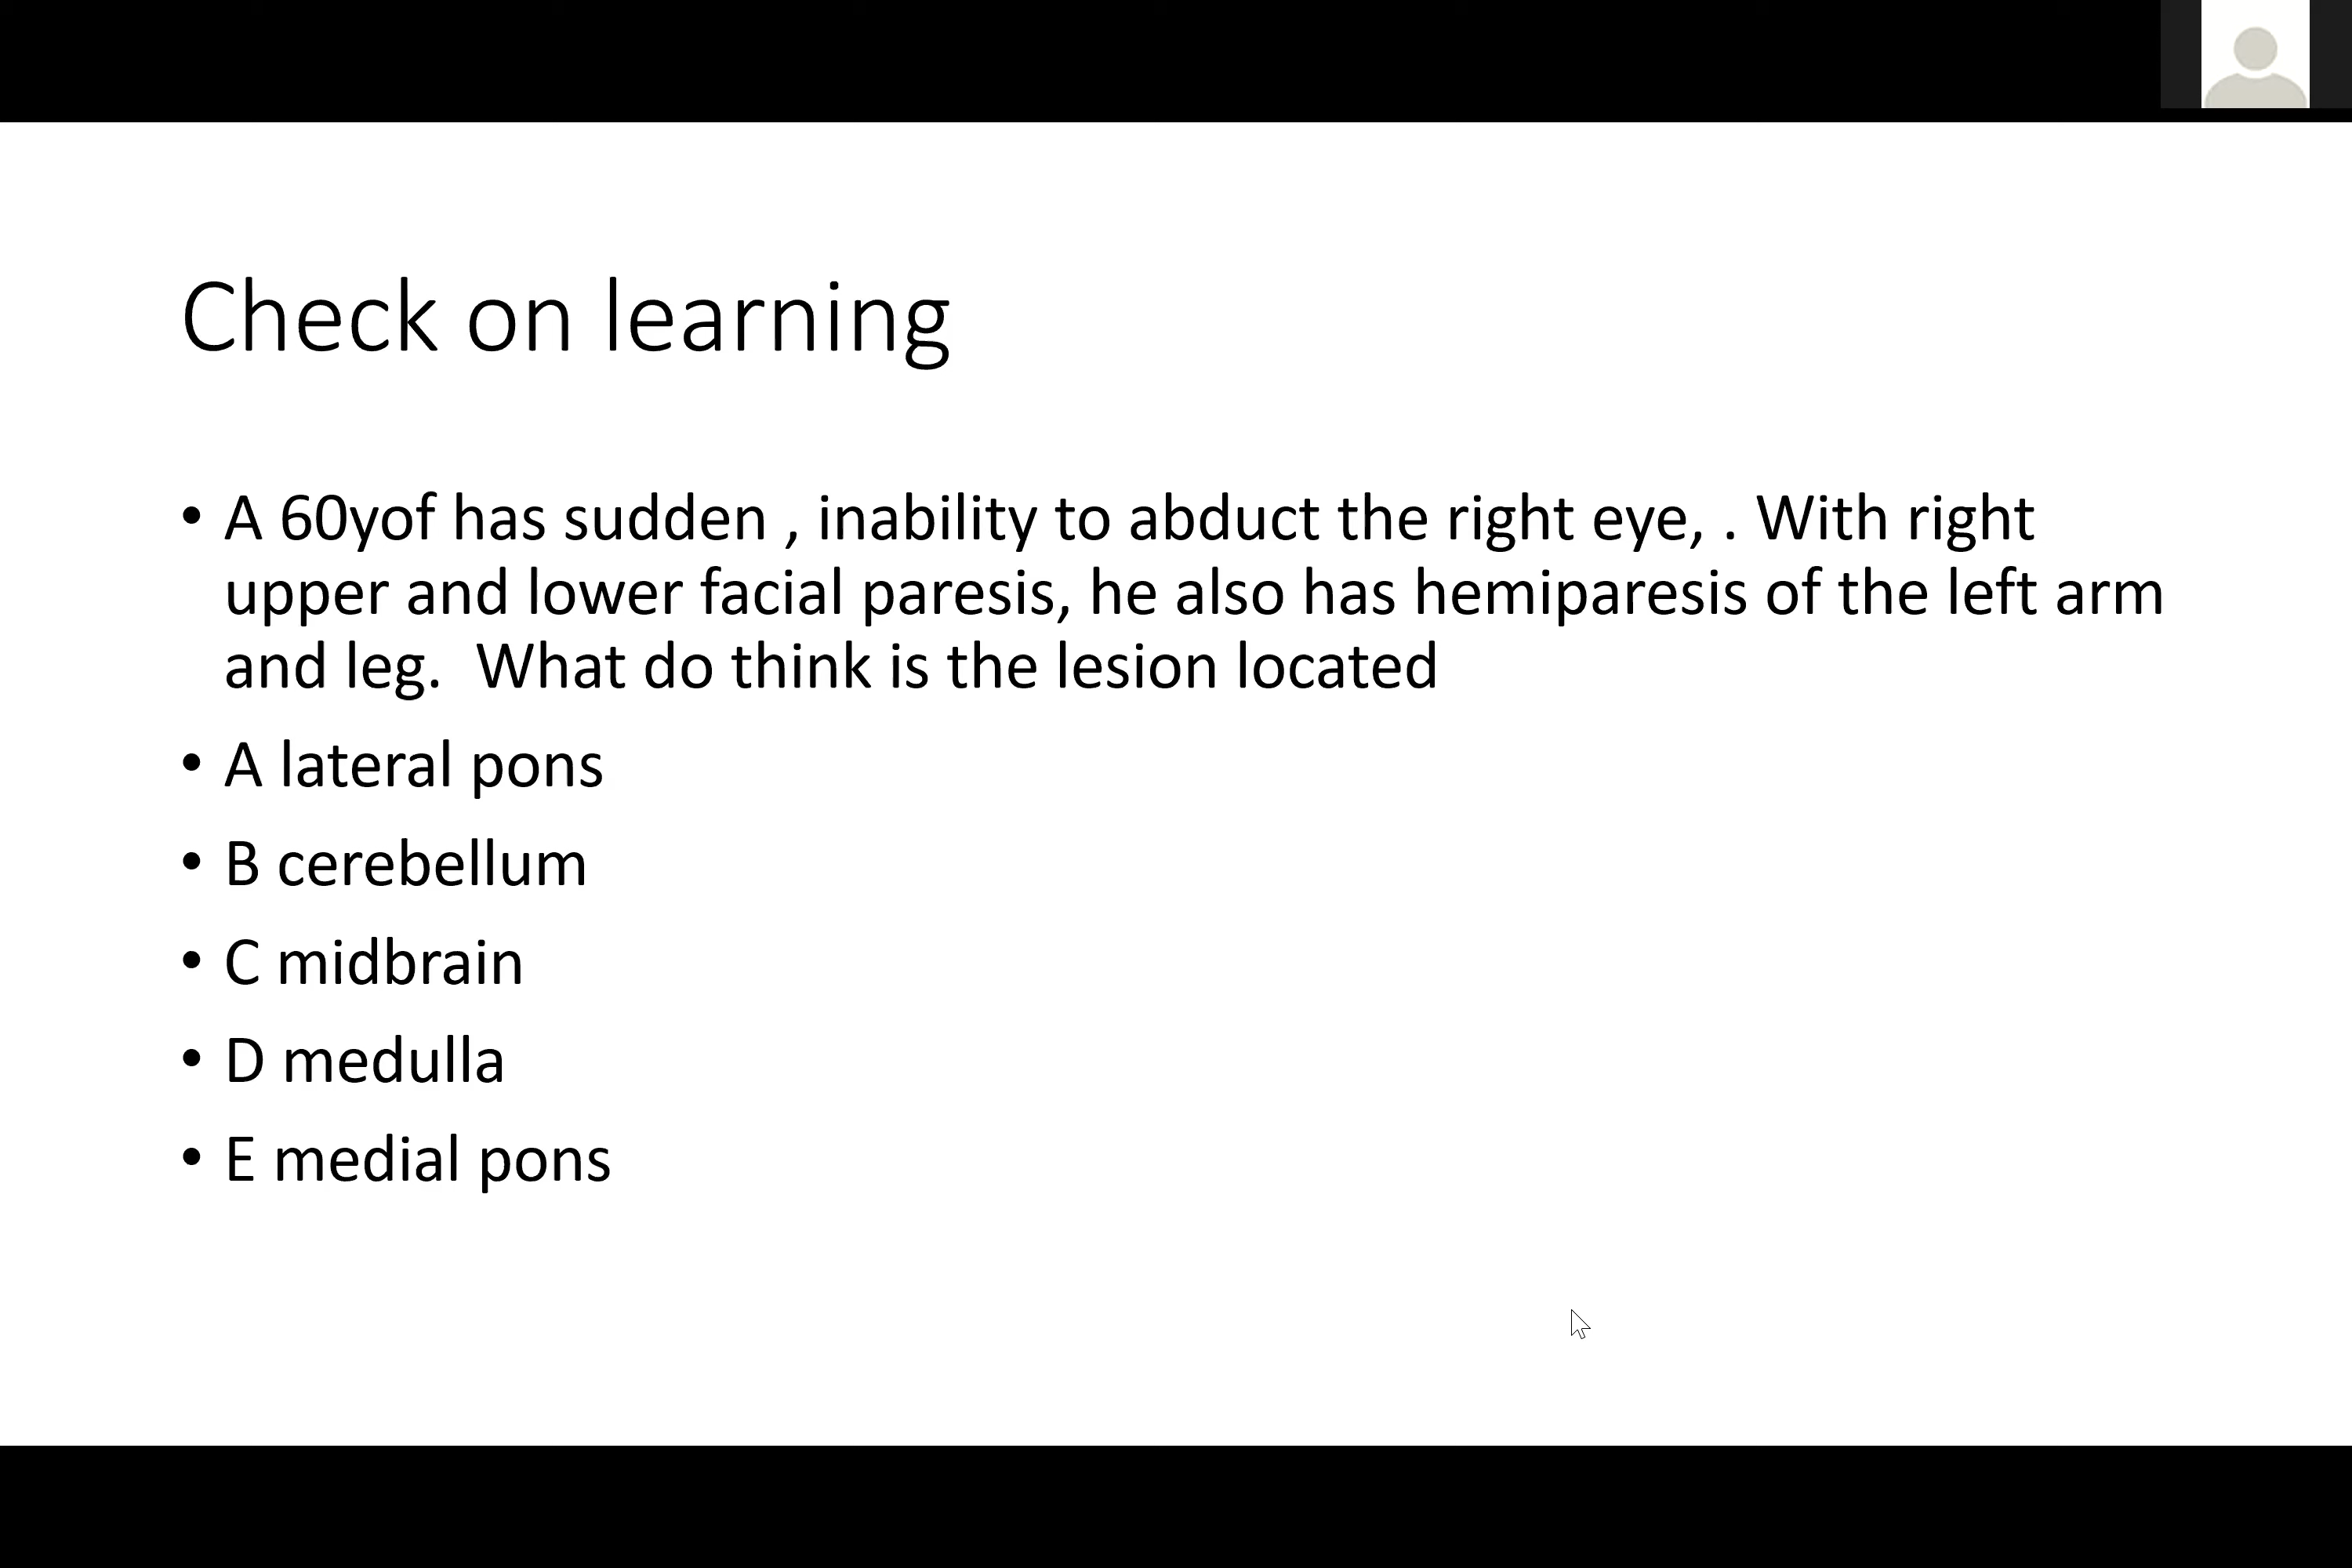 Check on learning
• A 60yof has sudden , inability to abduct the right eye, . With right
upper and lower facial paresis, he also has hemiparesis of the left arm
and leg.  What do think is the lesion located
• A lateral pons
• B cerebellum
• C midbrain
• D medulla
• E medial pons